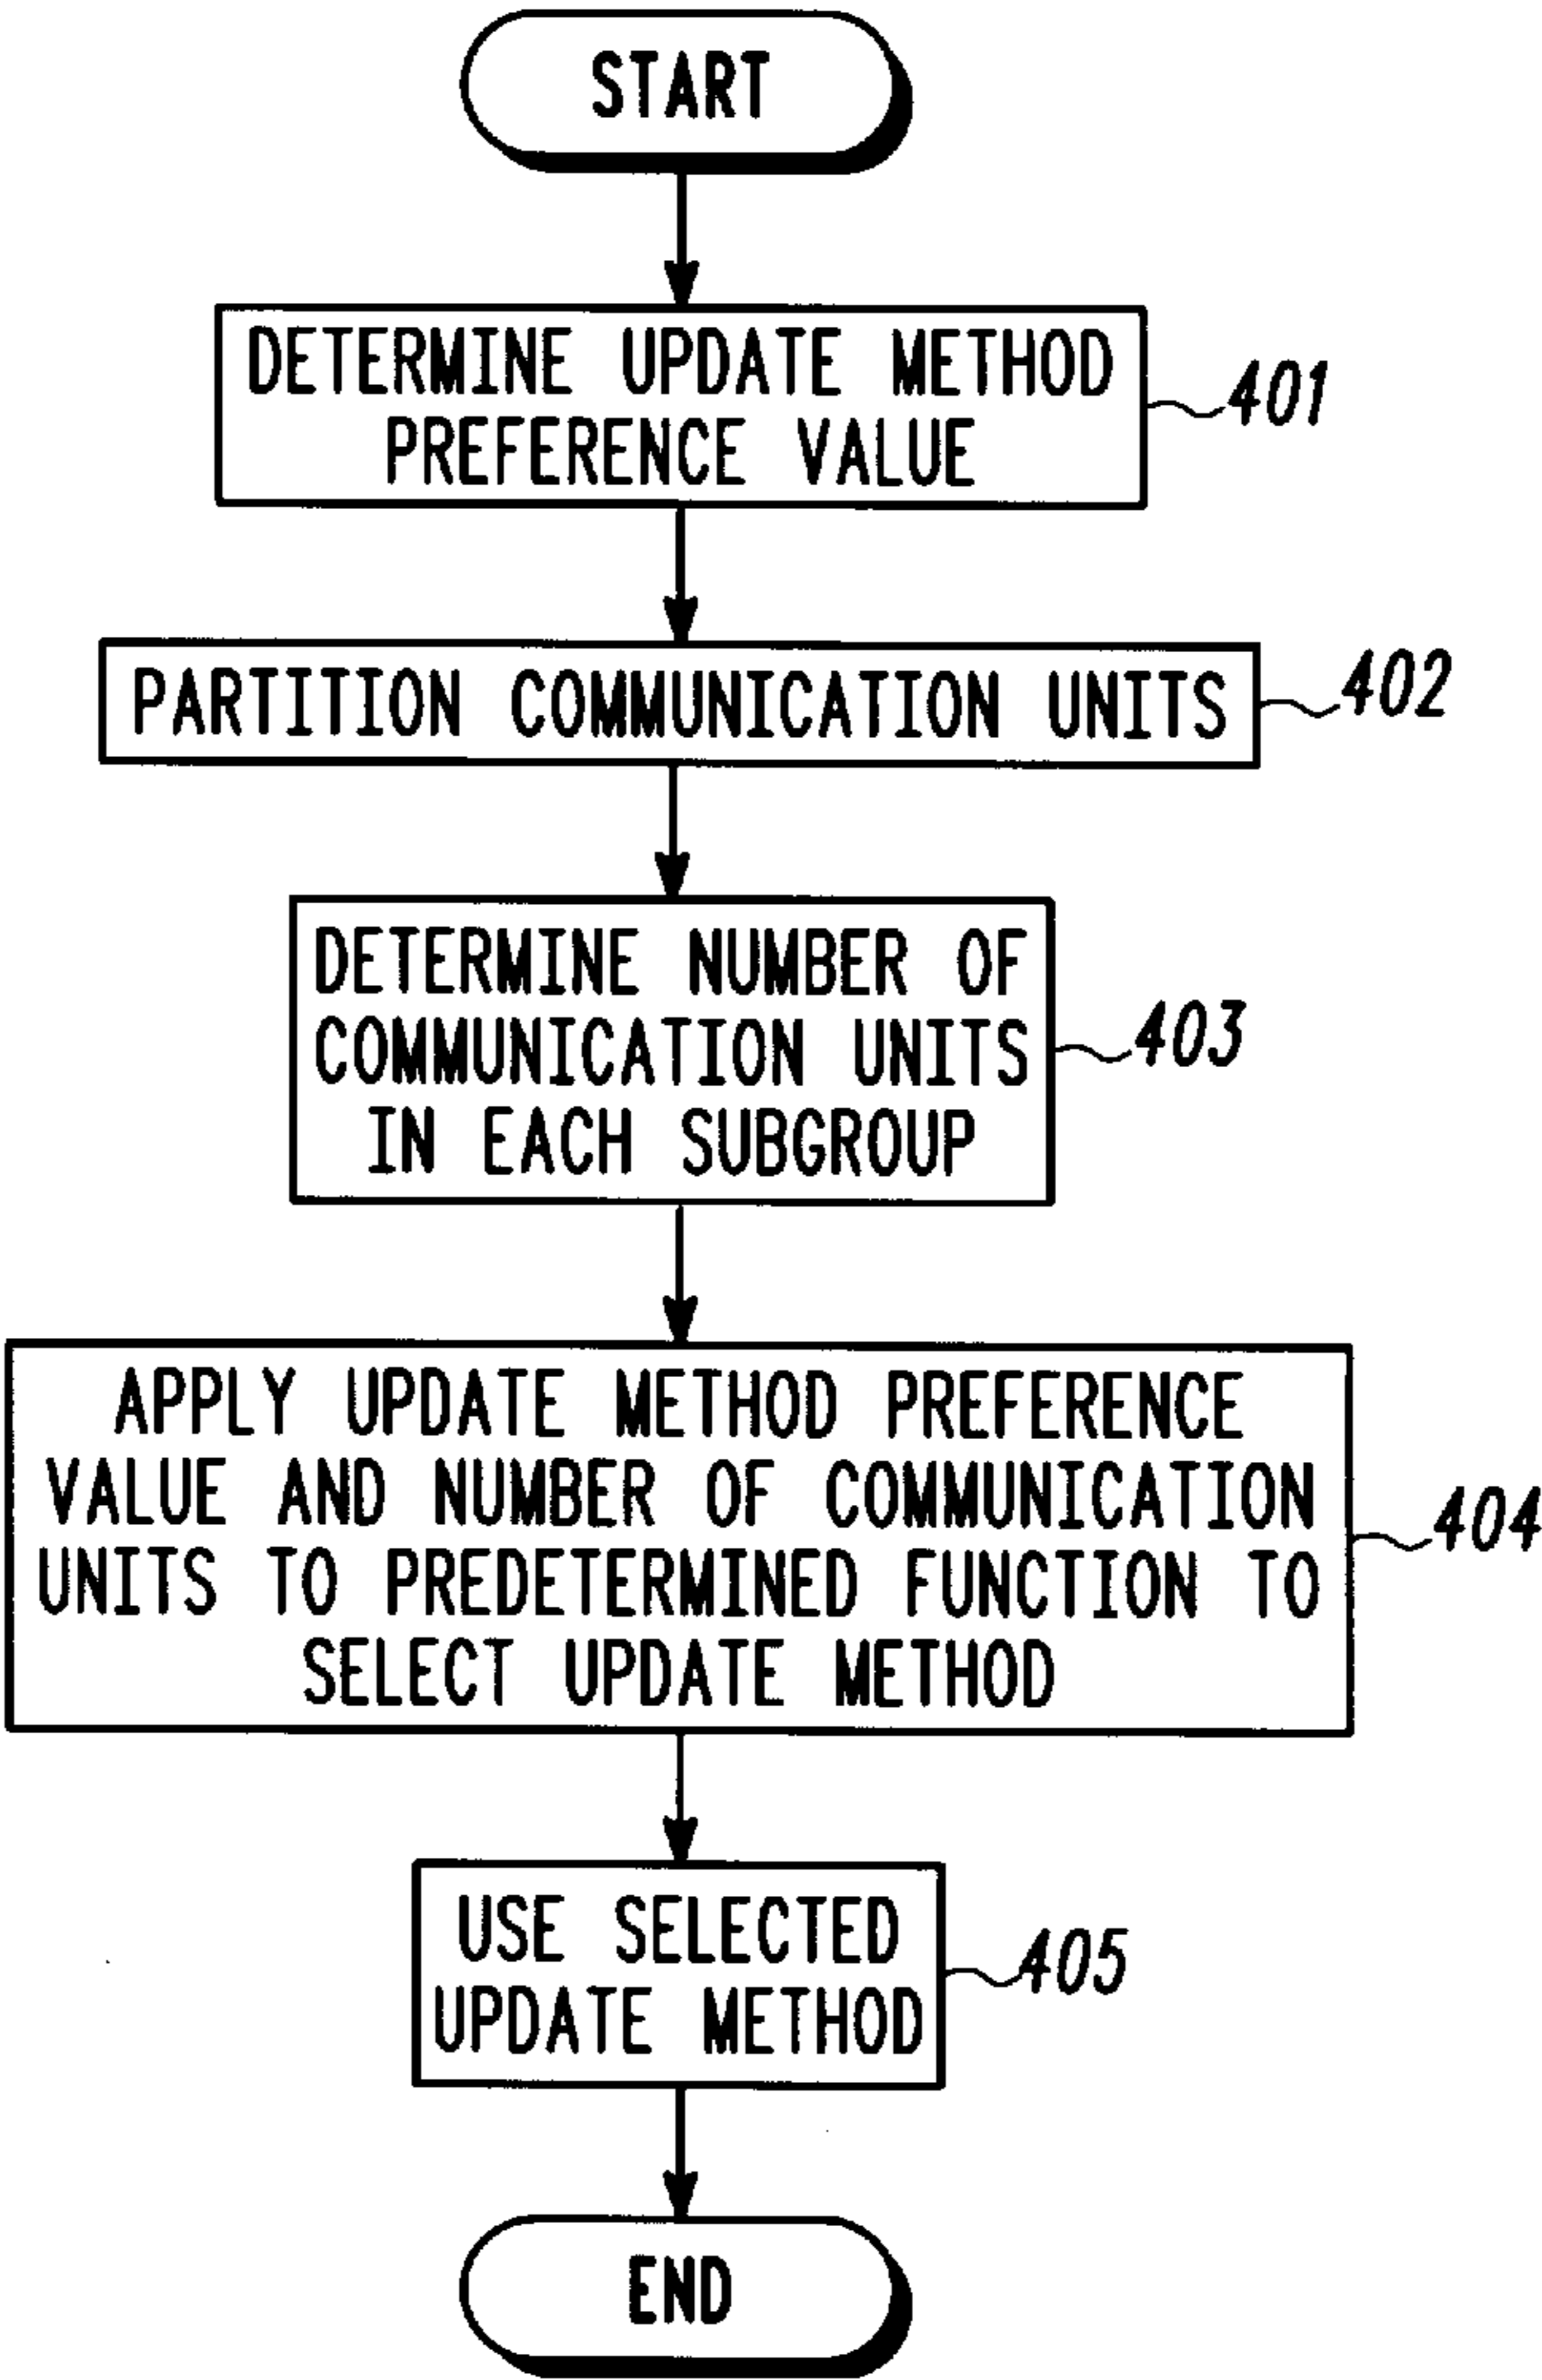 START
DETERMINE UPDATE METHOD
PREFERENCE VALUE
401
PARTITION COMMUNICATION UNITS
402
DETERMINE NUMBER OF
COMMUNICATION UNITS
IN EACH SUBGROUP
403
APPLY UPDATE METHOD PREFERENCE
VALUE AND NUMBER OF COMMUNICATION
UNITS TO PREDETERMINED FUNCTION TO
SELECT UPDATE METHOD
404
USE SELECTED
UPDATE METHOD
405
END